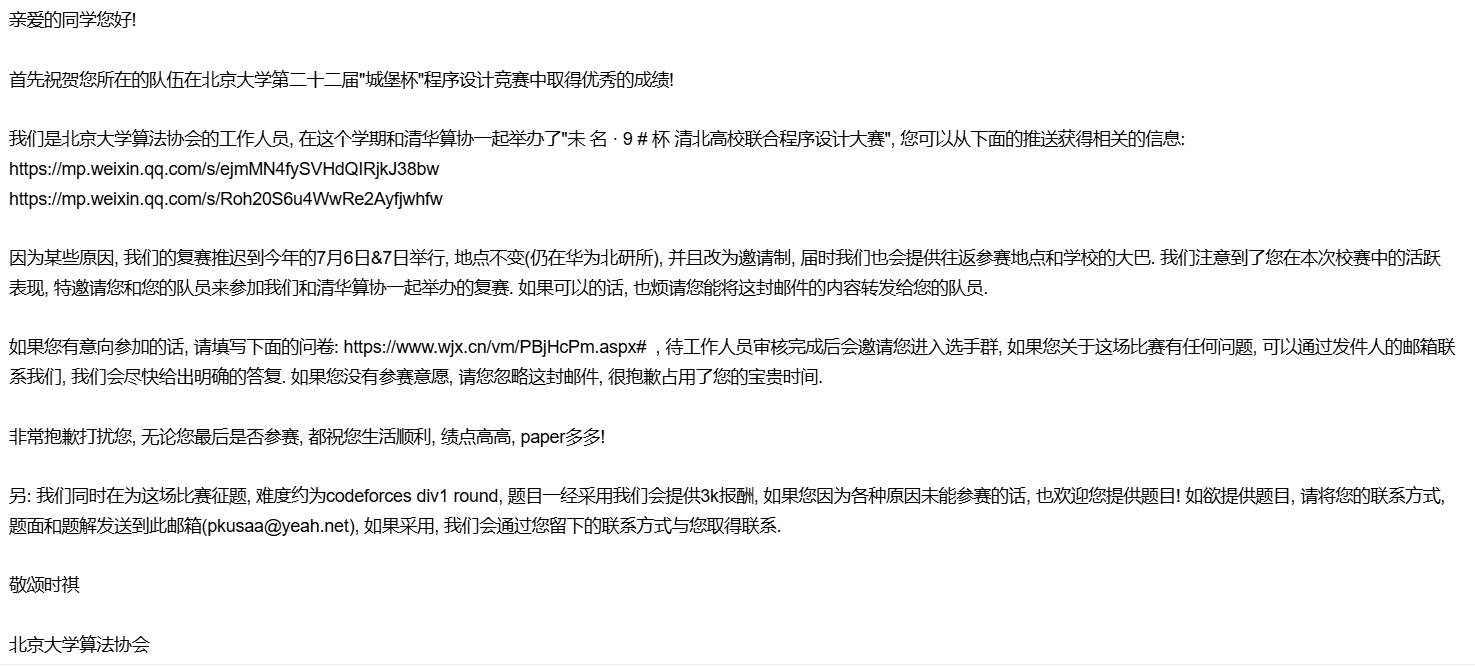 亲爱的同学您好!
首先祝贺您所在的队伍在北京大学第二十二届"城堡杯"程序设计竞赛中取得优秀的成绩!
我们是北京大学算法协会的工作人员, 在这个学期和清华算协一起举办了"未 名 · 9 # 杯 清北高校联合程序设计大赛", 您可以从下面的推送获得相关的信息:
https://mp.weixin.qq.com/s/ejmMN4fySVHdQIRjkJ38bw
https://mp.weixin.qq.com/s/Roh20S6u4WwRe2Ayfjwhfw
因为某些原因, 我们的复赛推迟到今年的7月6日&7日举行, 地点不变(仍在华为北研所), 并且改为邀请制, 届时我们也会提供往返参赛地点和学校的大巴. 我们注意到了您在本次校赛中的活跃
表现, 特邀请您和您的队员来参加我们和清华算协一起举办的复赛. 如果可以的话, 也烦请您能将这封邮件的内容转发给您的队员.
如果您有意向参加的话, 请填写下面的问卷: https://www.wjx.cn/vm/PBjHcPm.aspx# , 待工作人员审核完成后会邀请您进入选手群, 如果您关于这场比赛有任何问题, 可以通过发件人的邮箱联
系我们, 我们会尽快给出明确的答复. 如果您没有参赛意愿, 请您忽略这封邮件, 很抱歉占用了您的宝贵时间.
非常抱歉打扰您, 无论您最后是否参赛, 都祝您生活顺利, 绩点高高, paper多多!
另: 我们同时在为这场比赛征题, 难度约为codeforces div1 round, 题目一经采用我们会提供3k报酬, 如果您因为各种原因未能参赛的话, 也欢迎您提供题目! 如欲提供题目, 请将您的联系方式,
题面和题解发送到此邮箱(pkusaa@yeah.net), 如果采用, 我们会通过您留下的联系方式与您取得联系.
敬颂时祺
北京大学算法协会